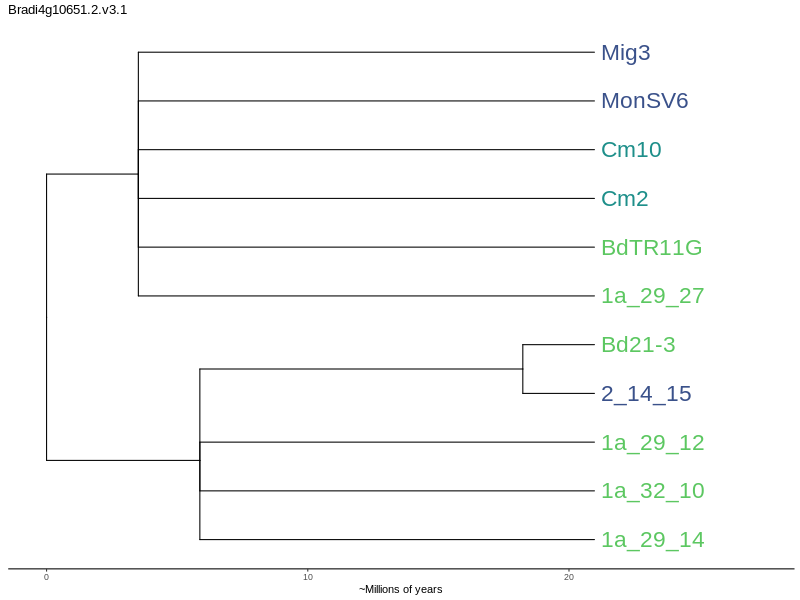 Bradi4g10651.2.v3.1
Mig3
MonSV6
Cm10
Cm2
BdTR11G
1a_29_27
Bd21-3
2_14_15
1a_29_12
1a_32_10
1a_29_14
0 10 20
~Millions of years